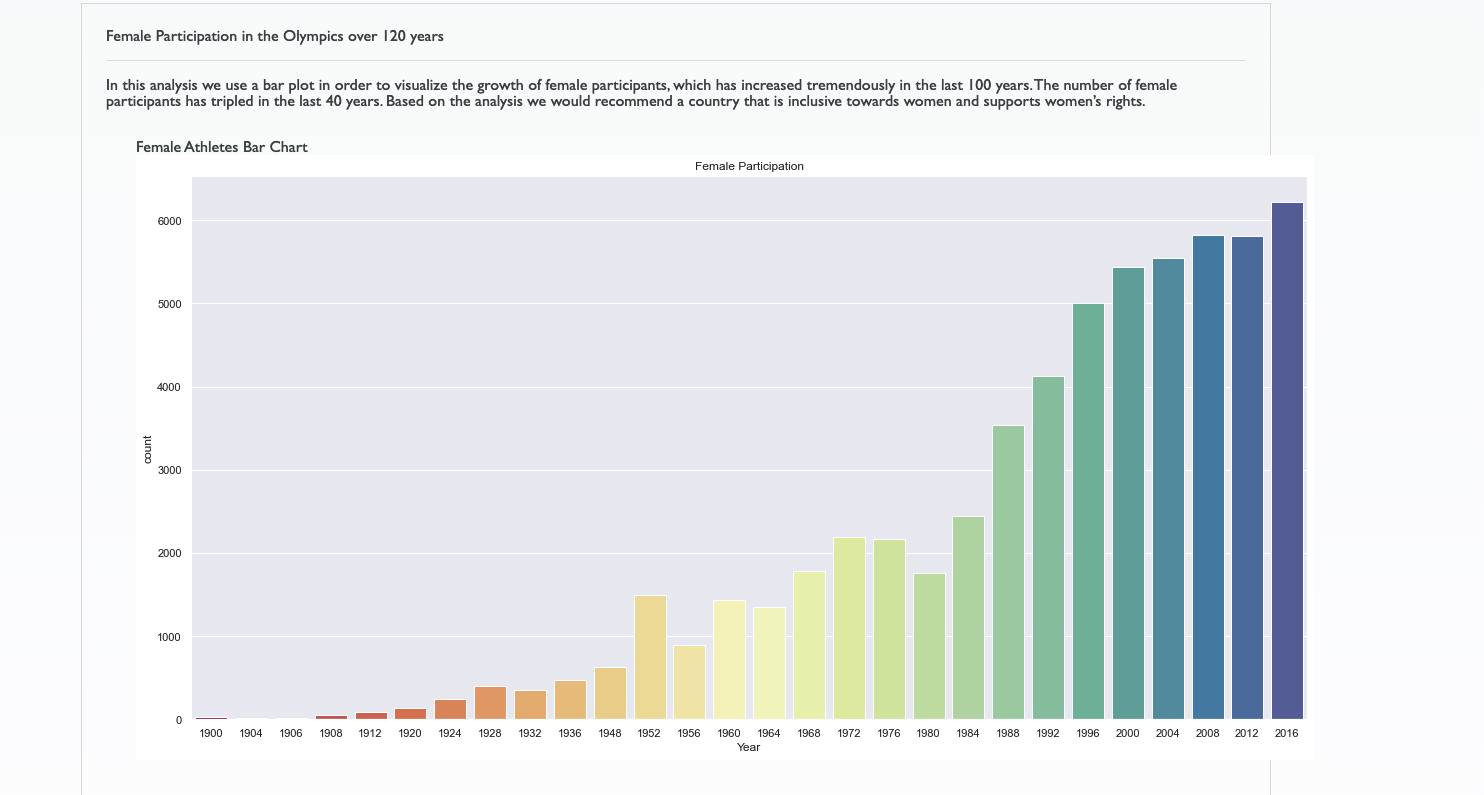 Female Participation in the Olympics over 120 years
In this analysis we use a bar plot in order to visualize the growth of female participants, which has increased tremendously in the last 100 years. The number of female
participants has tripled in the last 40 years. Based on the analysis we would recommend a country that is inclusive towards women and supports women’s rights.
Female Athletes Bar Chart
Female Participation
6000
5000
4000
3000
2000
1000
0
count
1900 1904 1906 1908 1912 1920 1924 1928 1932 1936 1948 1952 1956 1960 1964 1968 1972 1976 1980 1984 1988 1992 1996 2000 2004 2008 2012 2016
Year